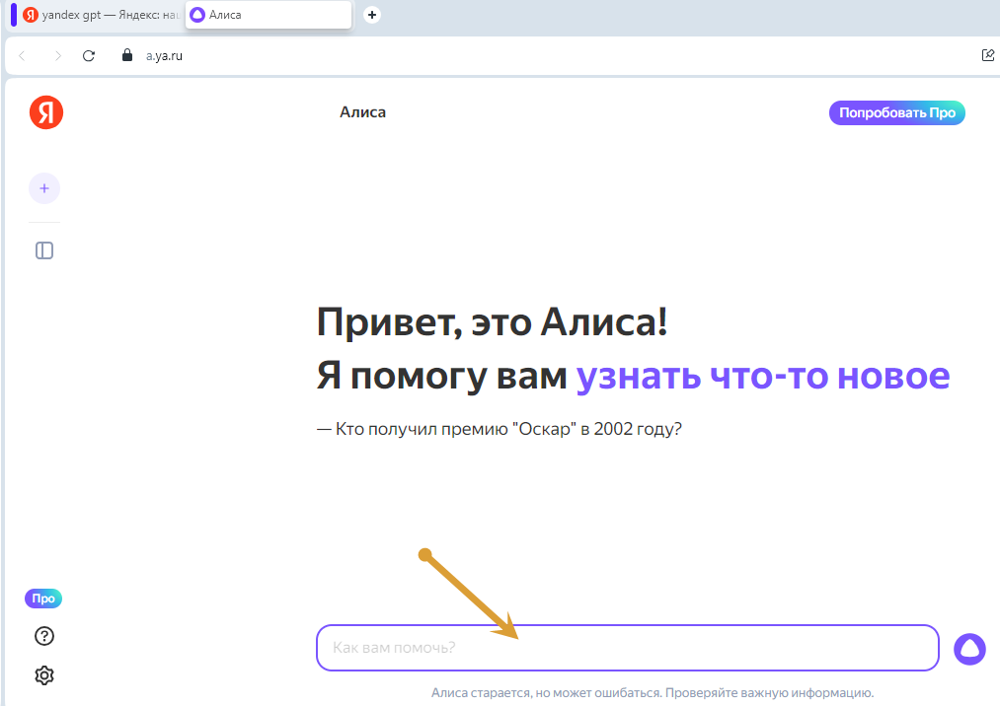 Я yandex gpt — Яндекс: на
Алиса
a.ya.ru
Я
Алиса
Попробовать Про
Привет, это Алиса!
Я помогу вам узнать что-то новое
— Кто получил премию "Оскар" в 2002 году?
Про
Как вам помочь?
Алиса старается, но может ошибаться. Проверяйте важную информацию.